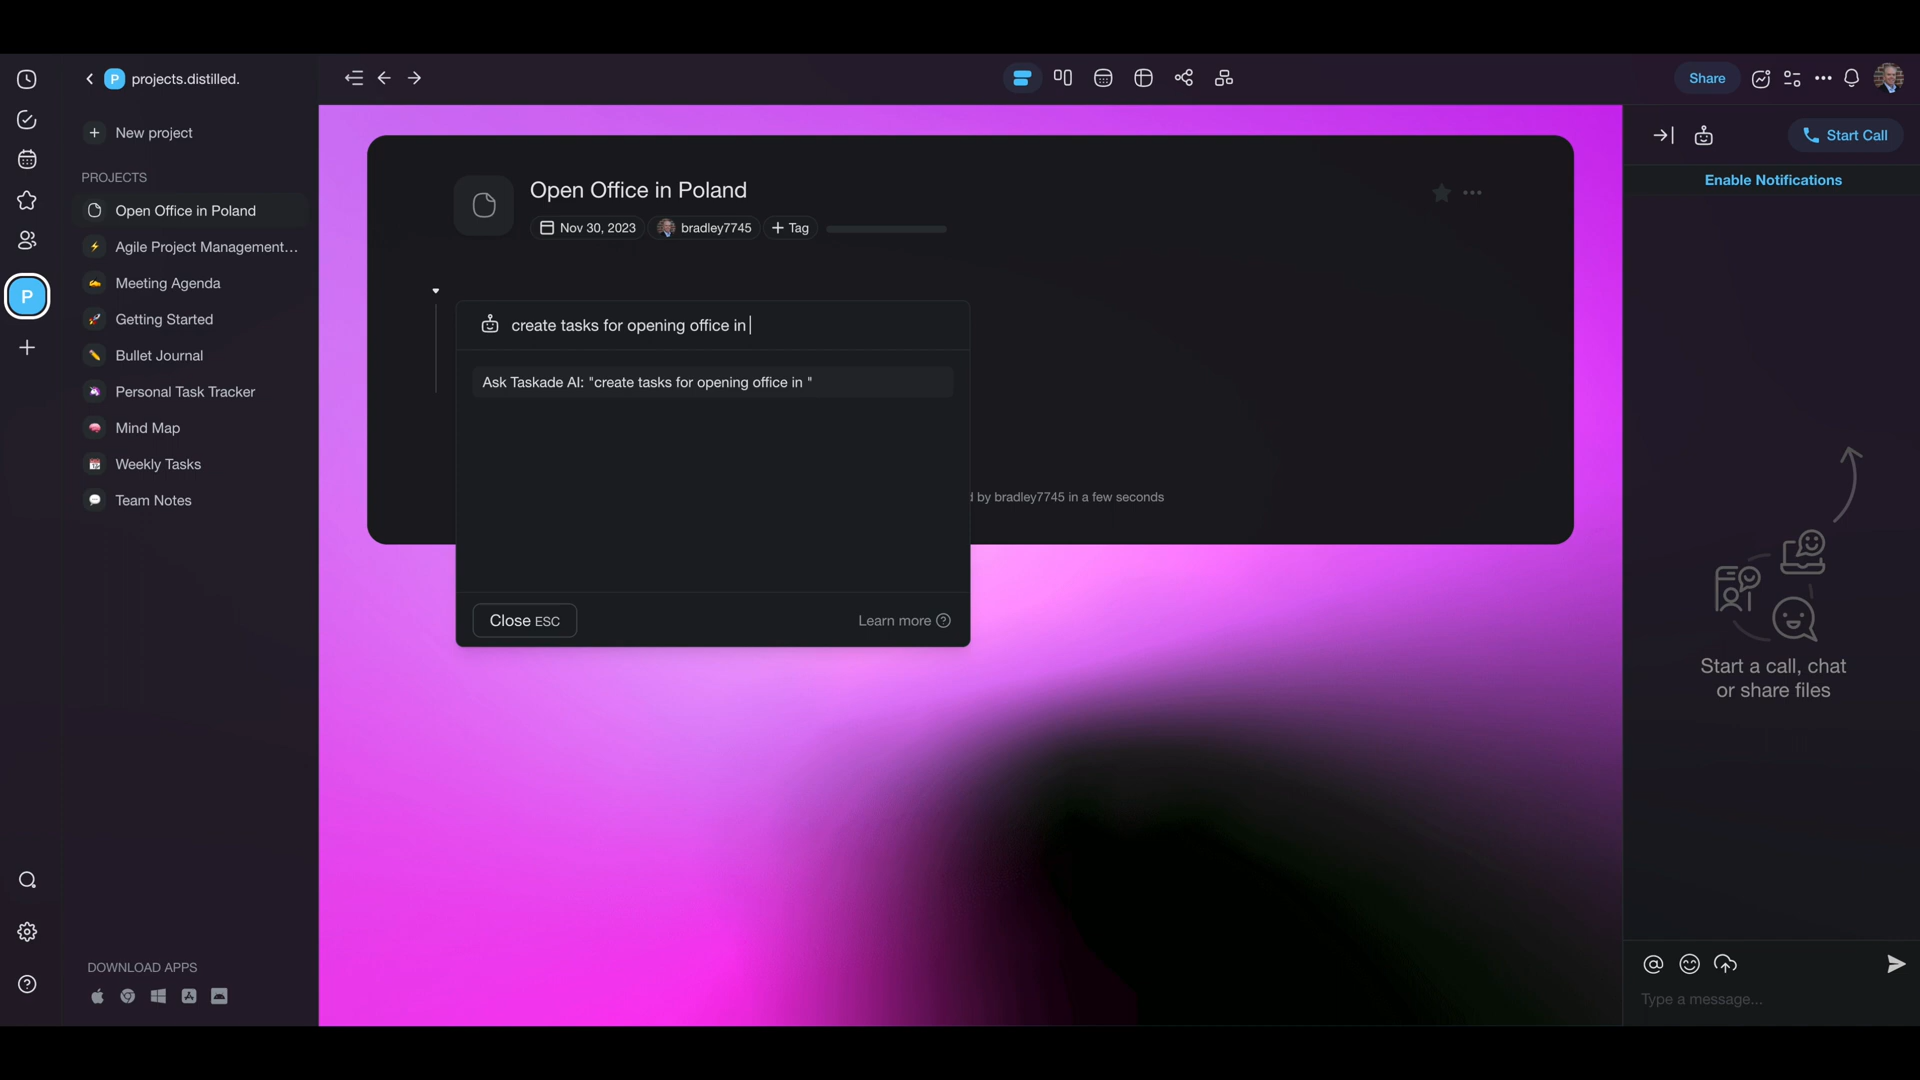 P projects.distilled.
Share
New project
Start Call
PROJECTS
Enable Notifications
Open Office in Poland
Open Office in Poland
Nov 30, 2023 bradley7745 + Tag
Agile Project Management...
Meeting Agenda
P
Getting Started
create tasks for opening office in
Bullet Journal
Ask Taskade AI: "create tasks for opening office in "
Personal Task Tracker
Mind Map
Weekly Tasks
Team Notes
d by bradley7745 in a few seconds
Close ESC
Learn more
Start a call, chat
or share files
DOWNLOAD APPS
Type a message...